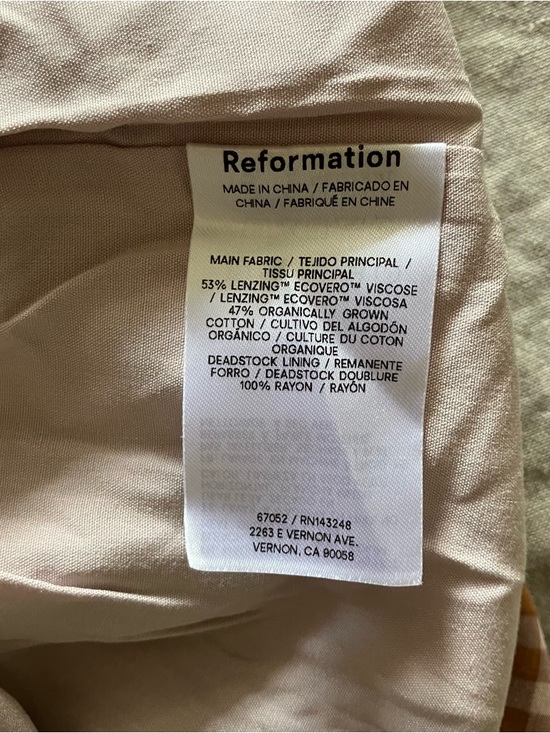 Reformation
MADE IN CHINA / FABRICADO EN
CHINA / FABRIQUÉ EN CHINE
MAIN FABRIC / TEJIDO PRINCIPAL /
TISSU PRINCIPAL
53% LENZING™ ECOVERO™ VISCOSE
/ LENZING™ ECOVERO™ VISCOSA
47% ORGANICALLY GROWN
COTTON / CULTIVO DEL ALGODÓN
ORGÁNICO / CULTURE DU COTON
ORGANIQUE
DEADSTOCK LINING / REMANENTE
FORRO / DEADSTOCK DOUBLURE
100% RAYON / RAYÓN
67052 / RN143248
2263 E VERNON AVE.
VERNON, CA 90058